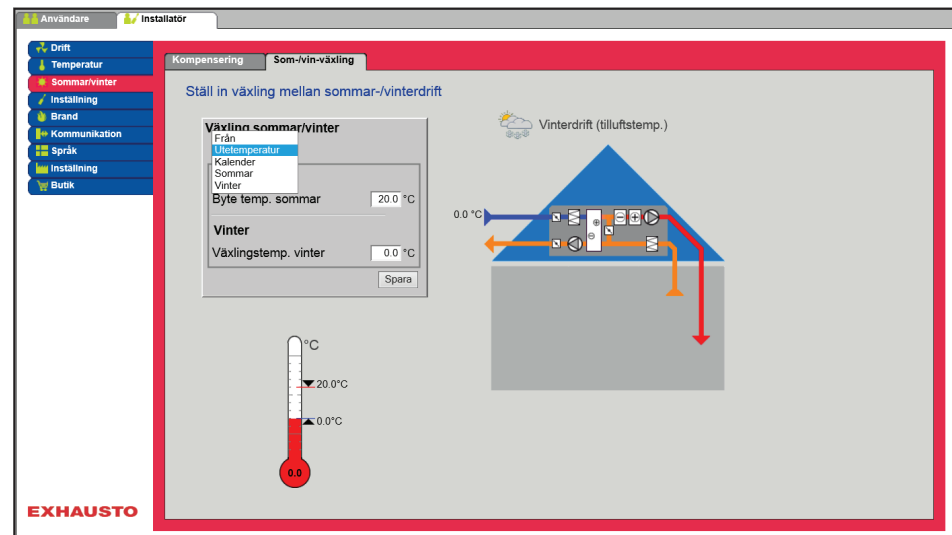 Användare
Installatör
Drift
Temperatur
Sommar/vinter
Inställning
Brand
Kommunikation
Språk
Inställning
Butik
Kompensering
Som-/vin-växling
Ställ in växling mellan sommar-/vinterdrift
Växling sommar/vinter
Från
Utetemperatur
Kalender
Sommar
Vinter
Byte temp. sommar 20.0 °C
Vinter
Växlingstemp. vinter 0.0 °C
Spara
Vinterdrift (tilluftstemp.)
0.0 °C
°C
20.0°C
0.0°C
0.0
EXHAUSTO